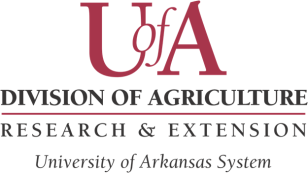 UofA
DIVISION OF AGRICULTURE
RESEARCH & EXTENSION
University of Arkansas System